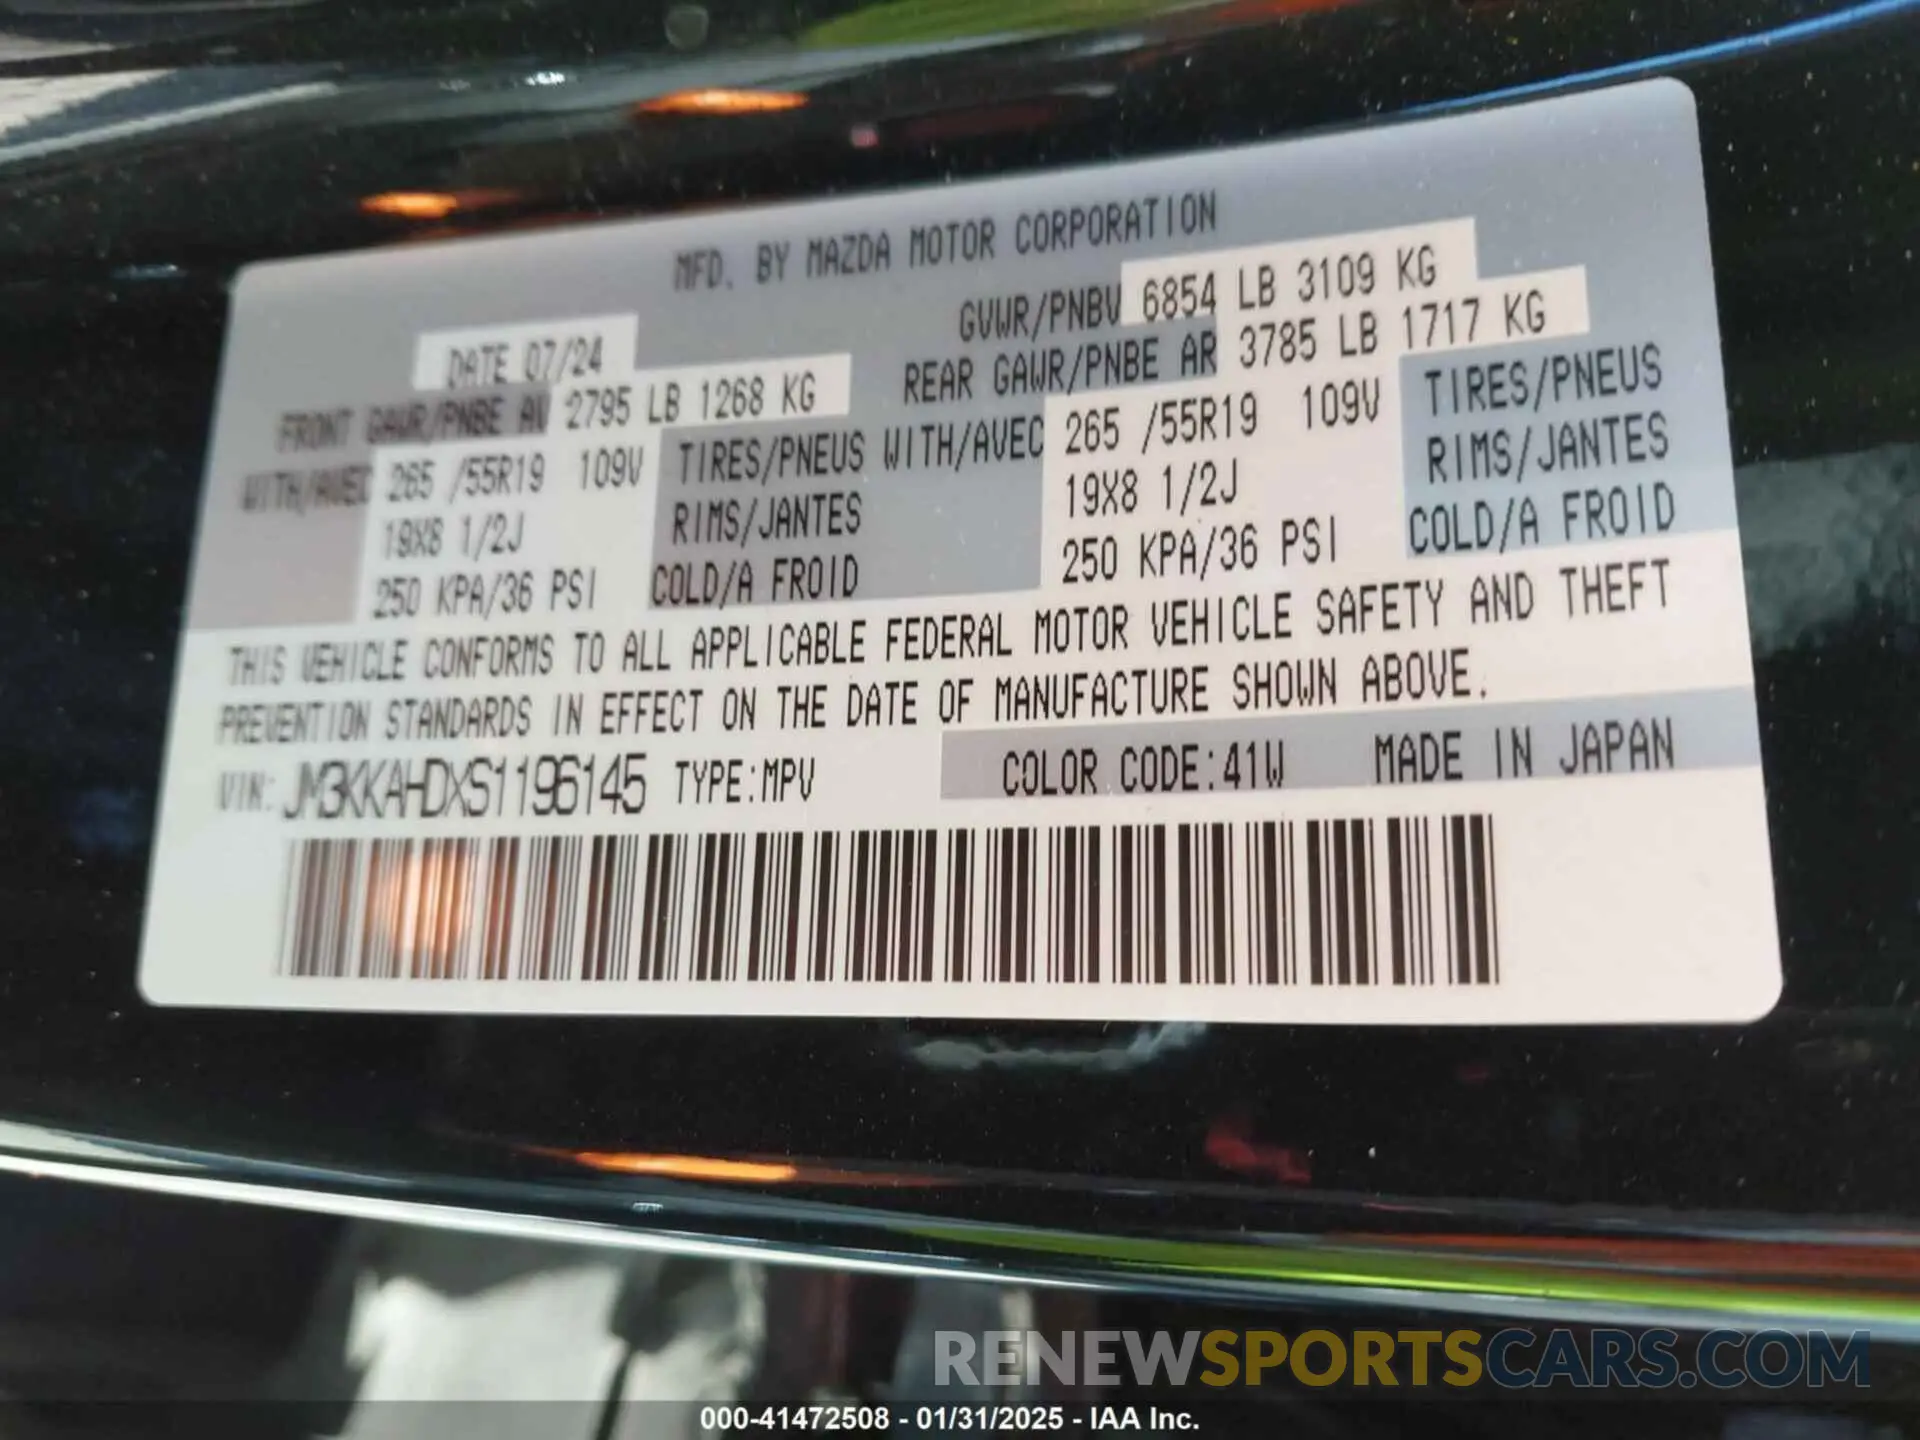 MFD. BY MAZDA MOTOR CORPORATION
DATE 07/24 GVWR/PNBV 6854 LB 3109 KG
FRONT GAWR/PNBE AV 2795 LB 1268 KG REAR GAWR/PNBE AR 3785 LB 1717 KG
WITH/AVEC 265 /55R19 109V TIRES/PNEUS WITH/AVEC 265 /55R19 109V TIRES/PNEUS
19X8 1/2J RIMS/JANTES 19X8 1/2J RIMS/JANTES
250 KPA/36 PSI COLD/A FROID 250 KPA/36 PSI COLD/A FROID
THIS VEHICLE CONFORMS TO ALL APPLICABLE FEDERAL MOTOR VEHICLE SAFETY AND THEFT
PREVENTION STANDARDS IN EFFECT ON THE DATE OF MANUFACTURE SHOWN ABOVE.
VIN: JM3KKAHDXS1196145 TYPE:MPV COLOR CODE:41W MADE IN JAPAN
RENEWSPORTSCARS.COM
000-41472508 - 01/31/2025 - IAA Inc.